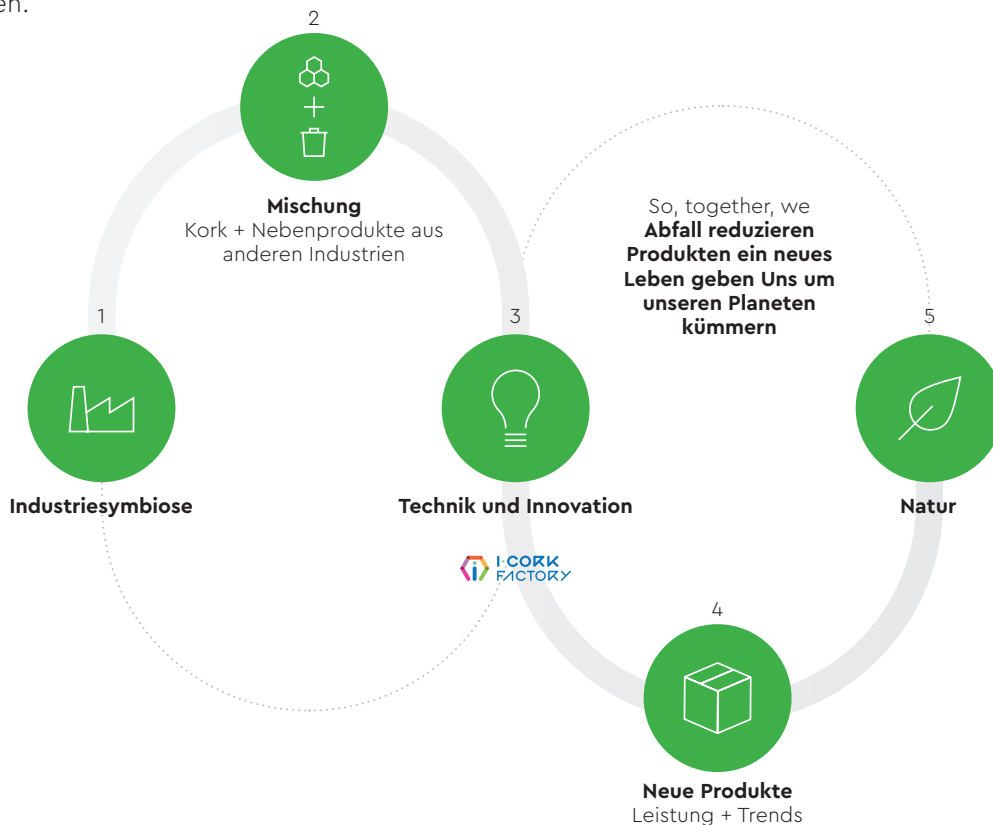 en.
2
Mischung
Kork + Nebenprodukte aus
anderen Industrien
So, together, we
Abfall reduzieren
Produkten ein neues
Leben geben Uns um
unseren Planeten
kümmern
1
Industriesymbiose
3
Technik und Innovation
I·CORK
FACTORY
5
Natur
4
Neue Produkte
Leistung + Trends